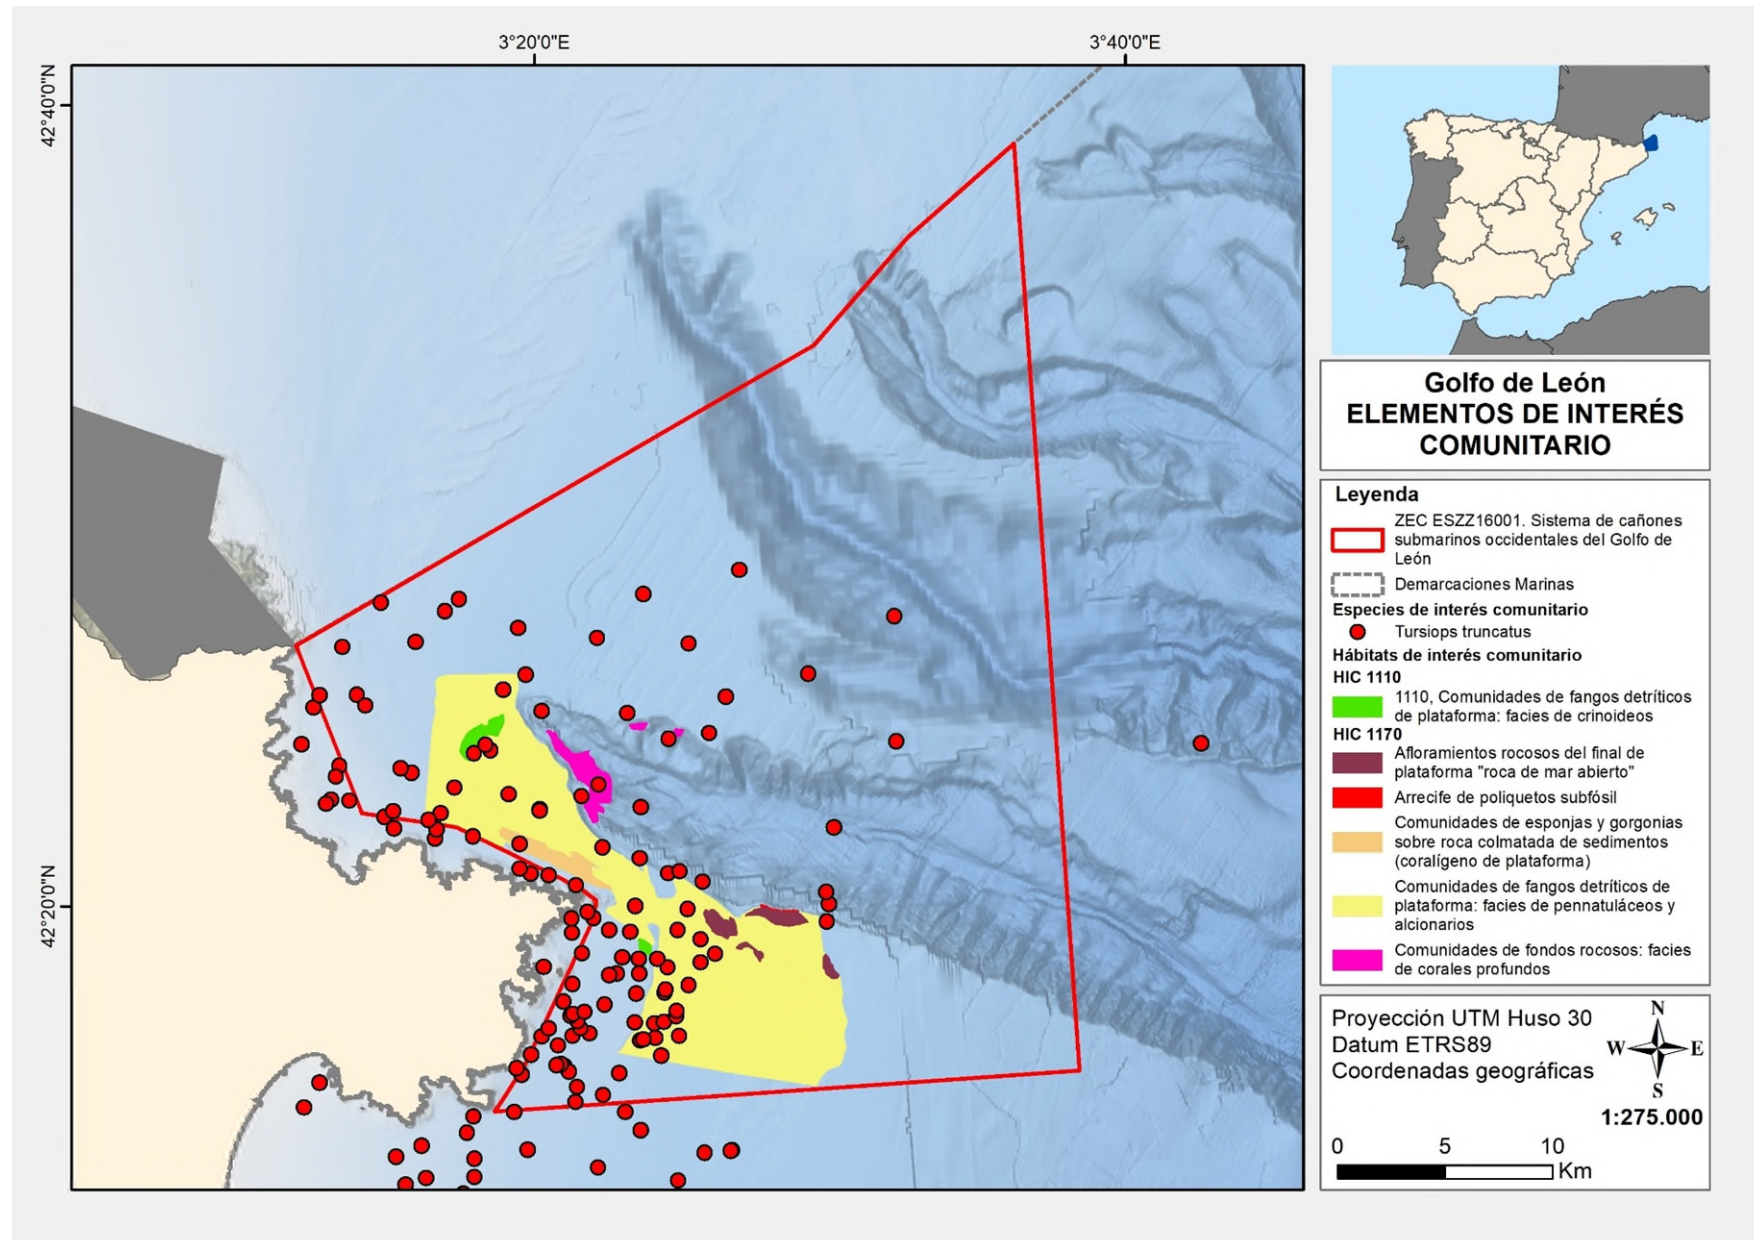 3°20'0"E
3°40'0"E
42°40'0"N
42°20'0"N
Golfo de León
ELEMENTOS DE INTERÉS
COMUNITARIO
Leyenda
ZEC ESZZ16001. Sistema de cañones
submarinos occidentales del Golfo de
León
Demarcaciones Marinas
Especies de interés comunitario
Tursiops truncatus
Hábitats de interés comunitario
HIC 1110
1110, Comunidades de fangos detríticos
de plataforma: facies de crinoideos
HIC 1170
Afloramientos rocosos del final de
plataforma "roca de mar abierto"
Arrecife de poliquetos subfósil
Comunidades de esponjas y gorgonias
sobre roca colmatada de sedimentos
(coralígeno de plataforma)
Comunidades de fangos detríticos de
plataforma: facies de pennatuláceos y
alcionarios
Comunidades de fondos rocosos: facies
de corales profundos
Proyección UTM Huso 30
Datum ETRS89
Coordenadas geográficas
N
W E
S
1:275.000
0 5 10
Km